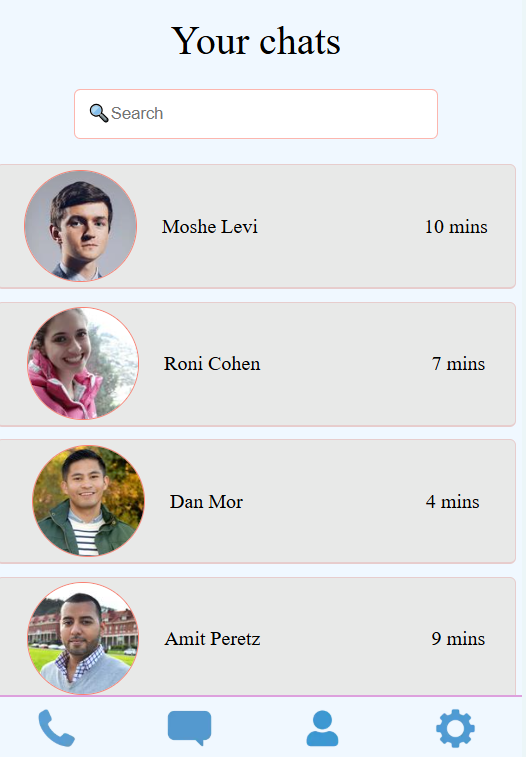 Your chats
Search
Moshe Levi 10 mins
Roni Cohen 7 mins
Dan Mor 4 mins
Amit Peretz 9 mins